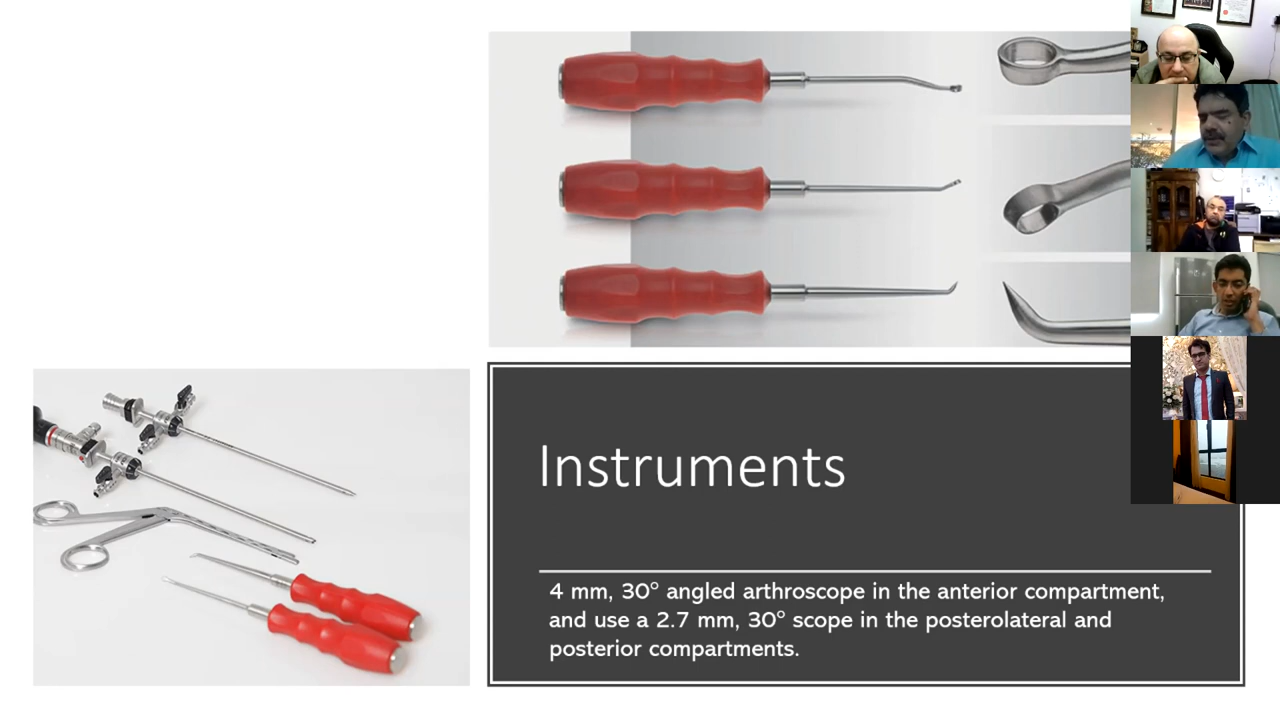 Instruments
4 mm, 30° angled arthroscope in the anterior compartment,
and use a 2.7 mm, 30° scope in the posterolateral and
posterior compartments.